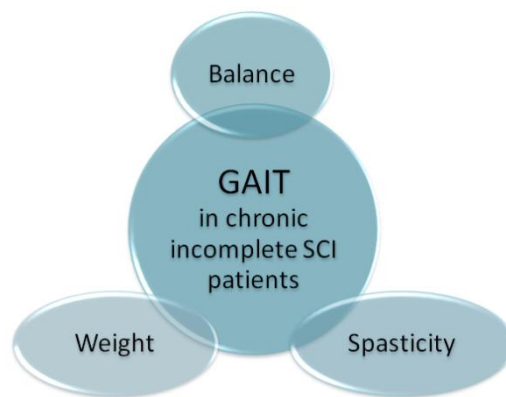 Balance
GAIT
in chronic
incomplete SCI
patients
Weight
Spasticity